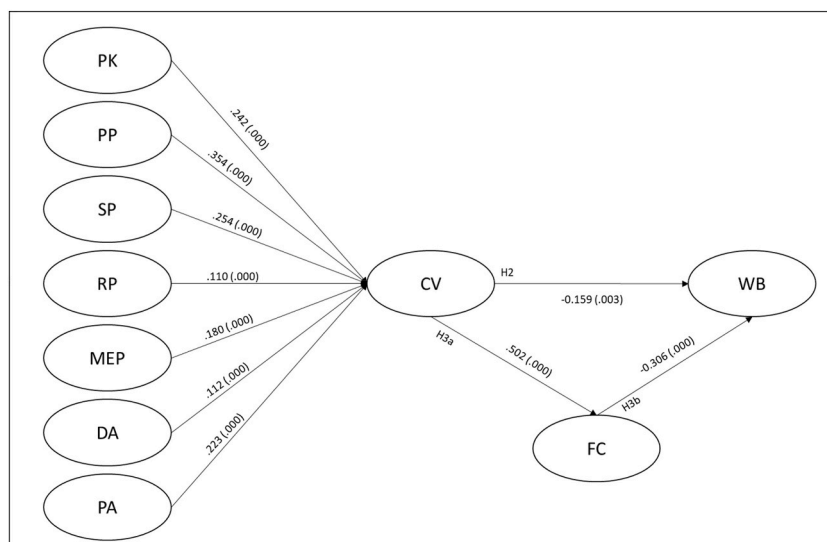 PK
.242 (.000)
PP
.354 (.000)
SP
.254 (.000)
RP
.110 (.000)
CV
H2
-0.159 (.003)
WB
MEP
.180 (.000)
H3a
.502 (.000)
-0.306 (.000)
H3b
DA
.112 (.000)
FC
PA
.223 (.000)